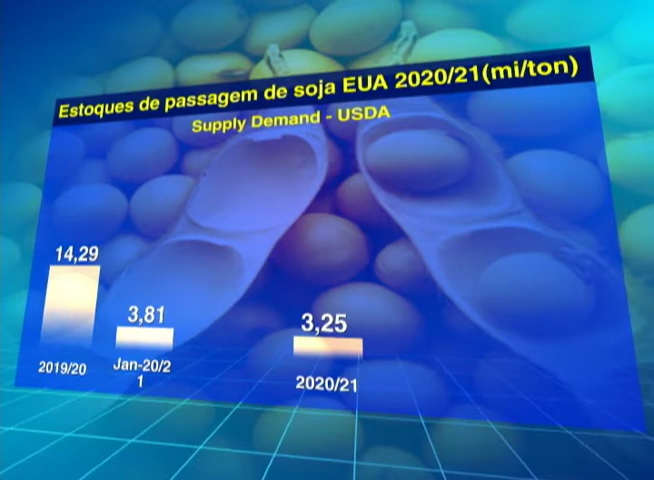 Estoques de passagem de soja EUA 2020/21(mi/ton)
Supply Demand - USDA
14,29
3,81
3,25
2019/20
Jan-20/2
1
2020/21